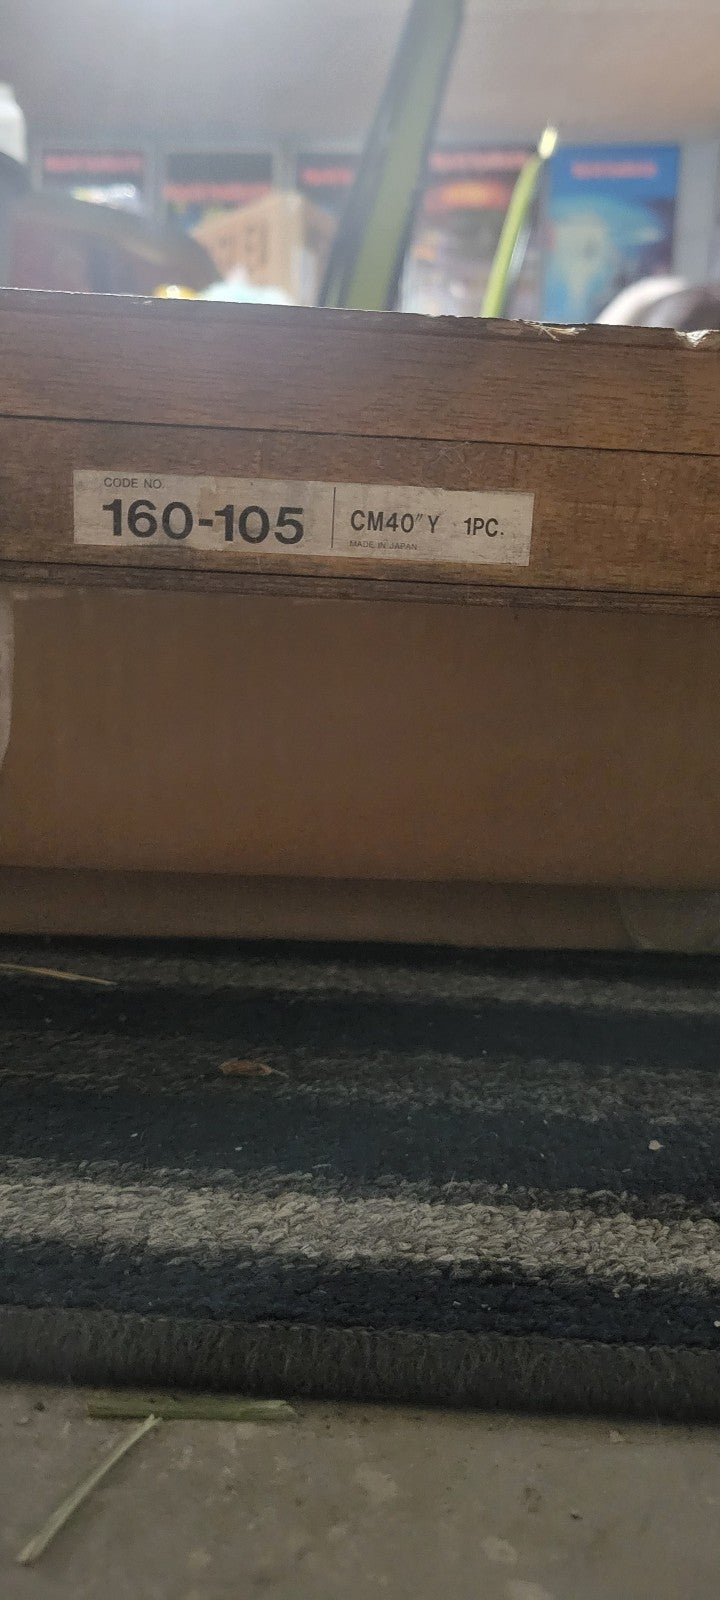 CODE NO.
160-105
CM40"Y 1PC.
MADE IN JAPAN